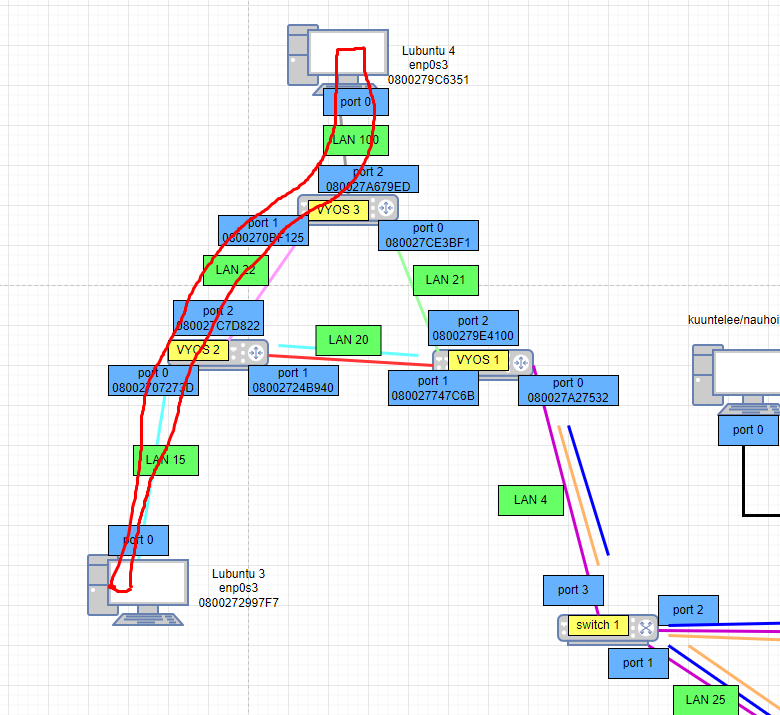 Lubuntu 4
enp0s3
0800279C6351
port 0
LAN 100
port 2
080027A679ED
VYOS 3
port 1
0800270BF125
port 0
080027CE3BF1
LAN 22
LAN 21
port 2
080027C7D822
port 2
0800279E4100
kuuntelee/nauhoi
LAN 20
VYOS 2
VYOS 1
port 0
08002707273D
port 1
08002724B940
port 1
080027747C6B
port 0
080027A27532
port 0
LAN 15
LAN 4
port 0
Lubuntu 3
enp0s3
0800272997F7
port 3
port 2
switch 1
port 1
LAN 25